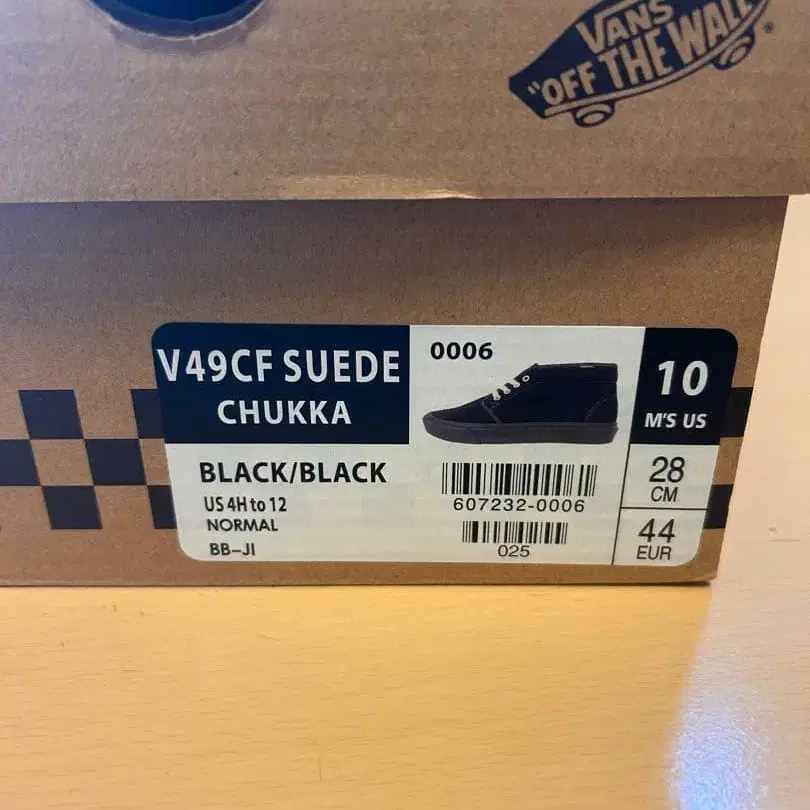 VANS
"OFF THE WALL"
®
V49CF SUEDE
CHUKKA
0006
10
M'S US
BLACK/BLACK
US 4H to 12
NORMAL
BB-JI
607232-0006
025
28
CM
44
EUR